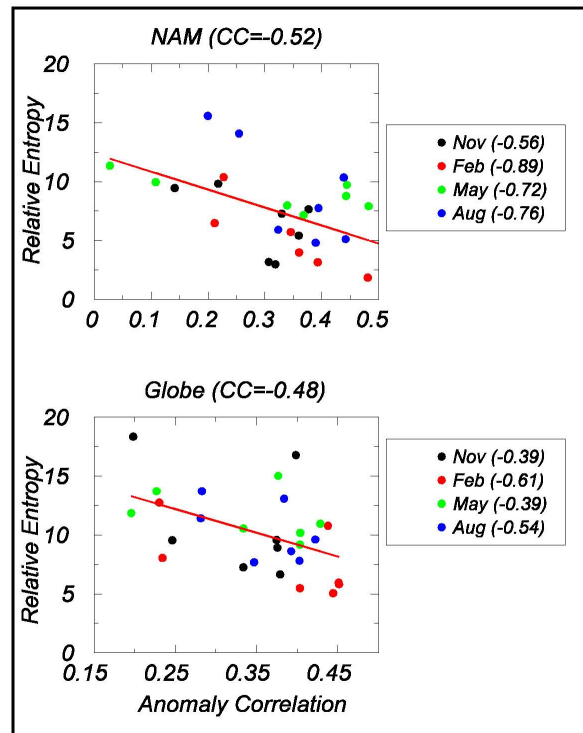 NAM (CC=-0.52)
20
15
10
5
0
Relative Entropy
0 0.1 0.2 0.3 0.4 0.5
Nov (-0.56)
Feb (-0.89)
May (-0.72)
Aug (-0.76)
Globe (CC=-0.48)
20
15
10
5
0
Relative Entropy
0.15 0.25 0.35 0.45
Anomaly Correlation
Nov (-0.39)
Feb (-0.61)
May (-0.39)
Aug (-0.54)